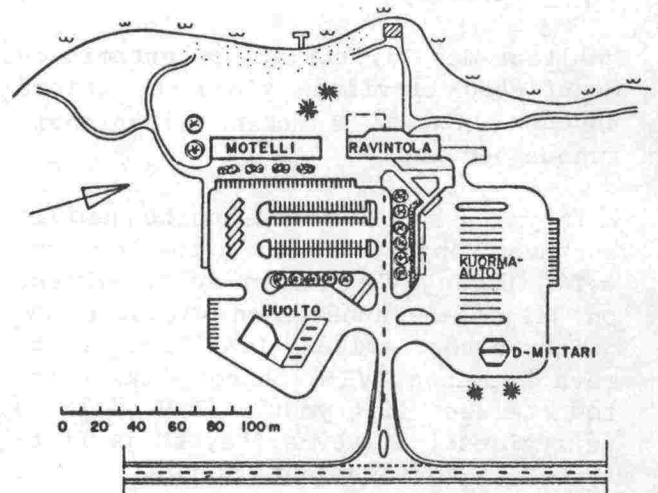 MOTELLI
RAVINTOLA
KUORMA-
AUTOT
HUOLTO
D-MITTARI
0 20 40 60 80 100 m